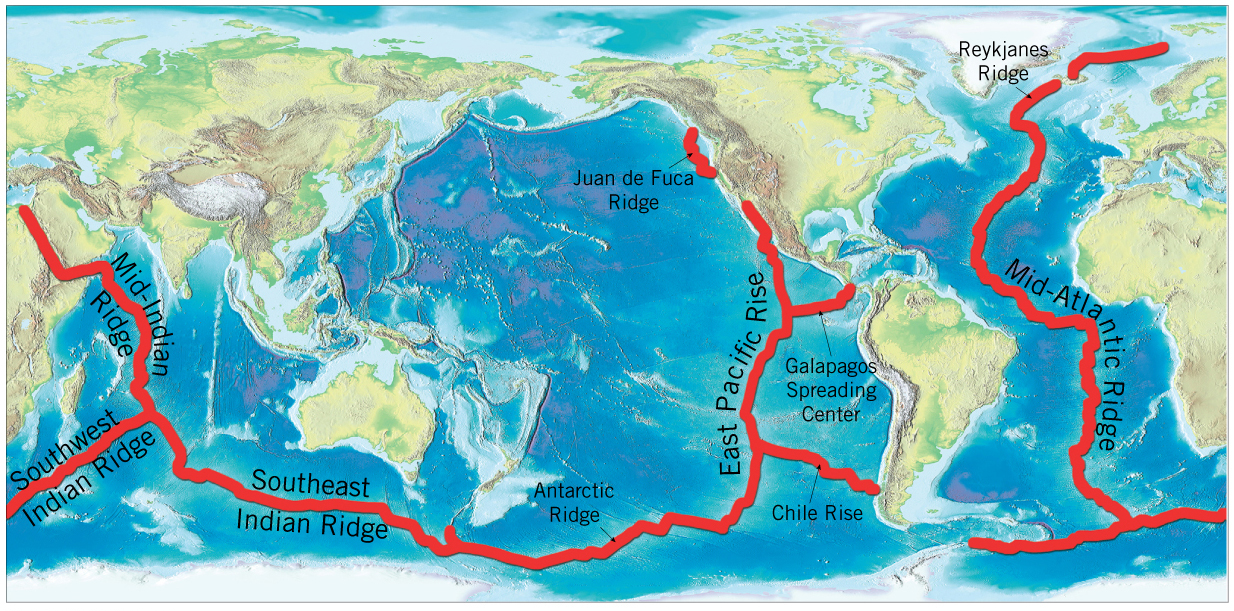 Reykjanes
Ridge
Juan de Fuca
Ridge
Mid-Indian
Ridge
Mid-Atlantic Ridge
East Pacific Rise
Galapagos
Spreading
Center
Southwest
Indian Ridge
Southeast
Indian Ridge
Antarctic
Ridge
Chile Rise